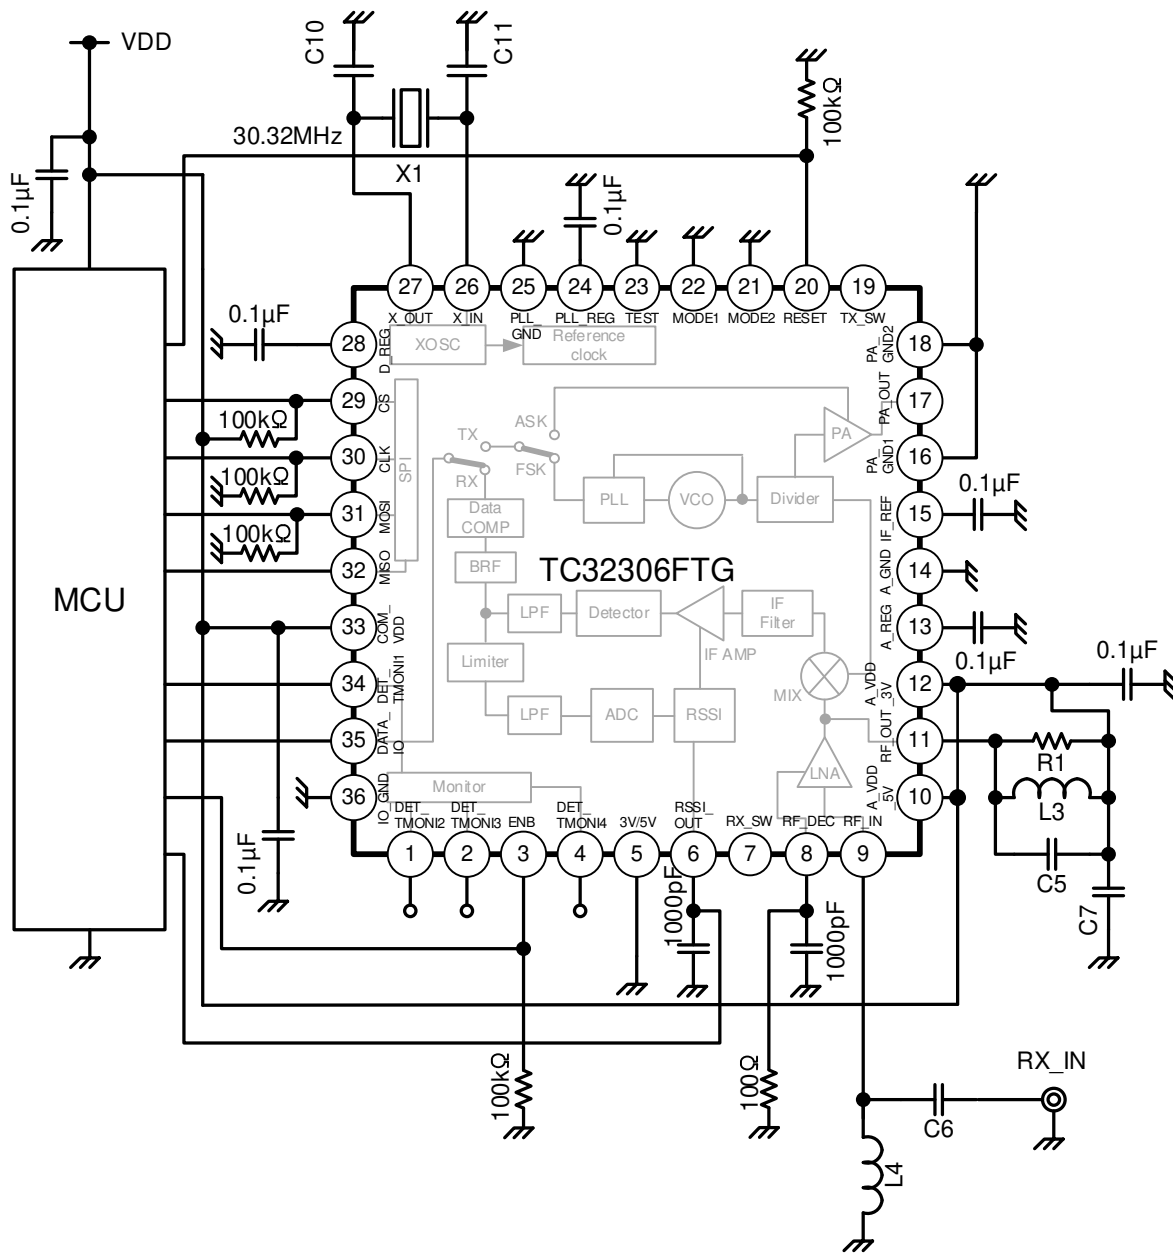 VDD
C10
C11
30.32MHz
X1
100kΩ
0.1µF
0.1µF
MCU
27
26
25
24
23
22
21
20
19
X_OUT
X_IN
PLL_
GND
PLL_REG
TEST
MODE1
MODE2
RESET
TX_SW
0.1µF
28
D_REG
XOSC
Reference
clock
18
PA_
GND2
29
CS
100kΩ
17
PA_OUT
30
CLK
100kΩ
16
PA_
GND1
31
MOSI
100kΩ
15
IF_REF
0.1µF
32
MISO
14
A_GND
33
COM_
VDD
13
A_REG
0.1µF
34
DET_
TMONI1
12
A_VDD
_3V
0.1µF
35
DATA_
IO
11
RF_OUT
36
IO_GND
10
A_VDD
_5V
SPI
TX
RX
ASK
FSK
PA
PLL
VCO
Divider
Data
COMP
BRF
TC32306FTG
LPF
Detector
IF AMP
IF
Filter
Limiter
MIX
LPF
ADC
RSSI
LNA
Monitor
R1
L3
C5
C7
DET_
TMONI2
DET_
TMONI3
ENB
DET_
TMONI4
3V/5V
RSSI_
OUT
RX_SW
RF_DEC
RF_IN
1
2
3
4
5
6
7
8
9
0.1µF
1000pF
1000pF
100kΩ
100Ω
RX_IN
C6
L4